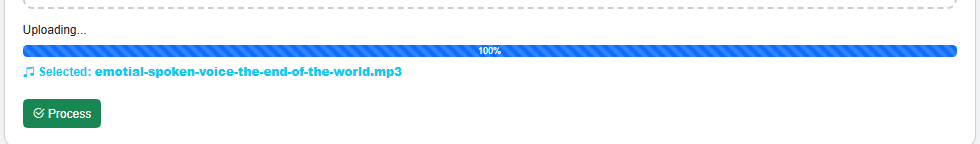 Uploading...
100%
Selected: emotial-spoken-voice-the-end-of-the-world.mp3
Process